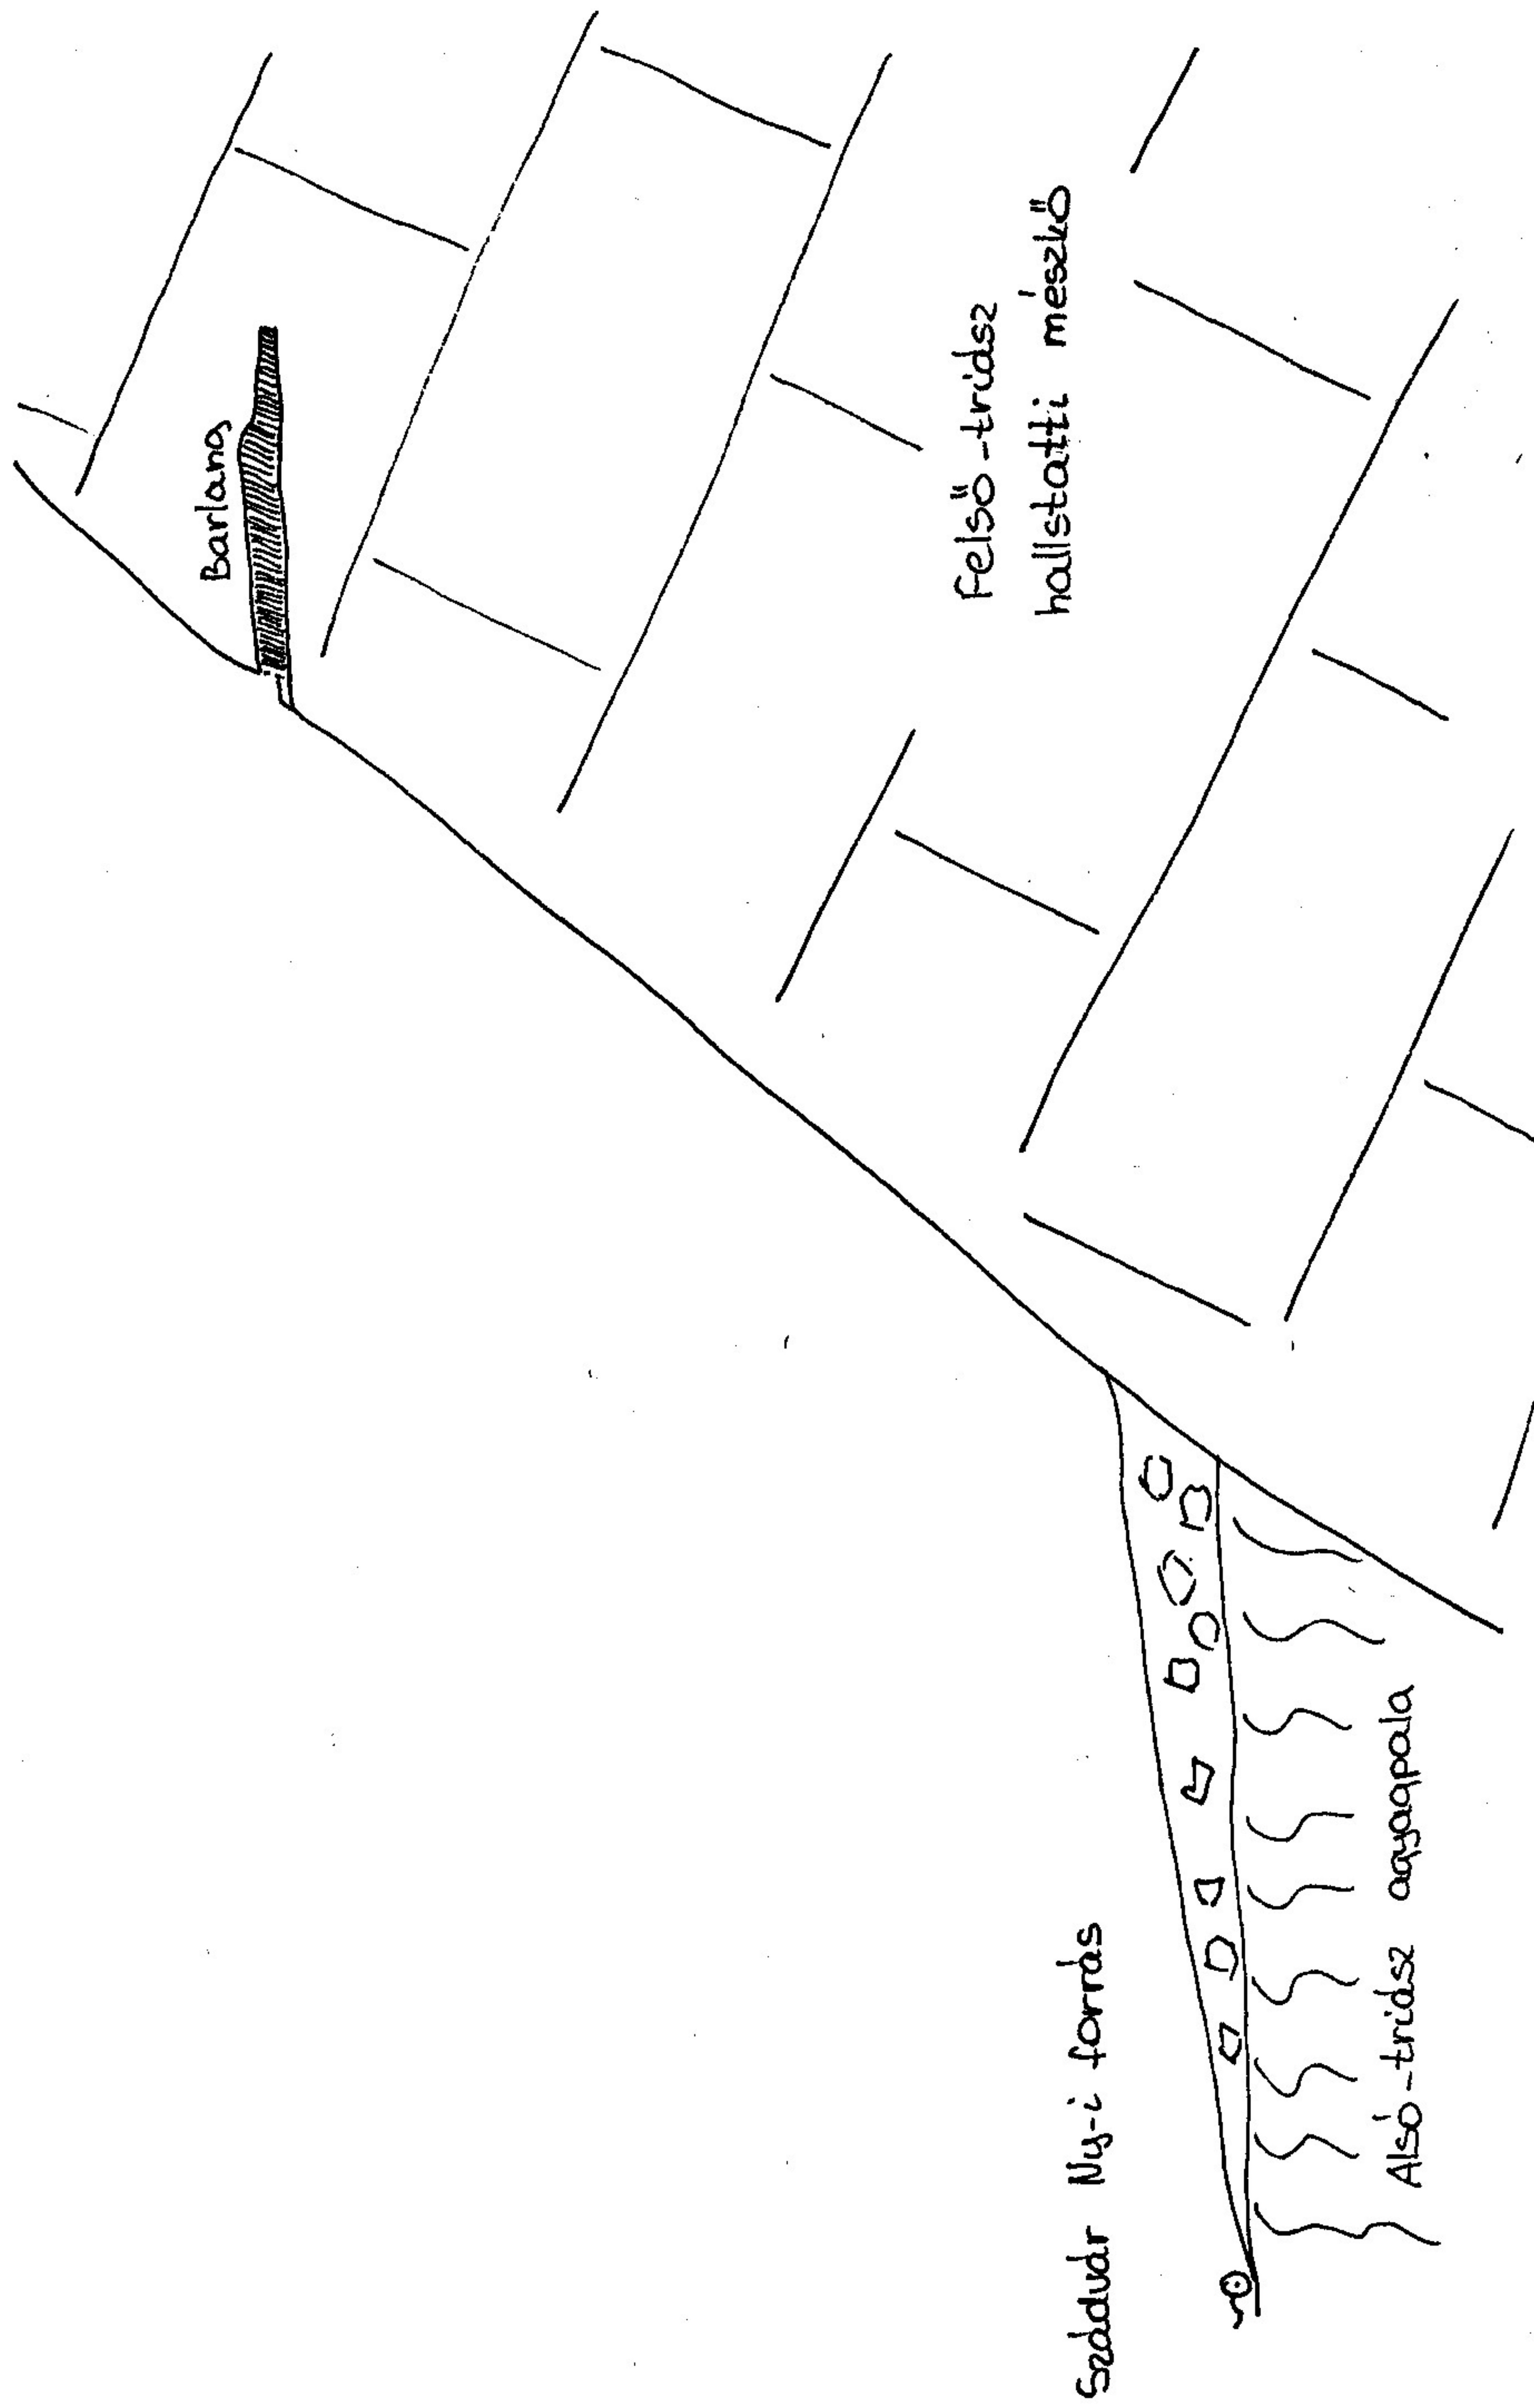 Barlang
Felső-triász
hallstatti mészkő
Szádvár Ny-i forrás
Alsó-triász agyagpala